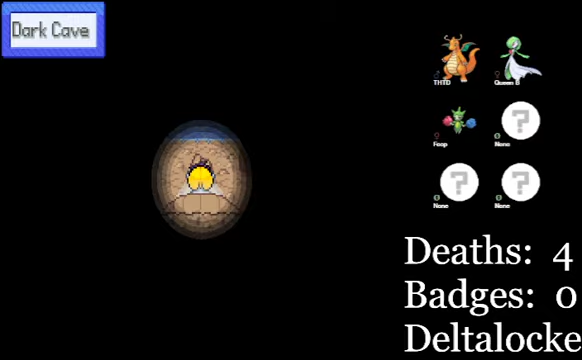 Dark Cave
THTD
Queen B
Foop
None
None
None
Deaths: 4
Badges: 0
Deltalocke